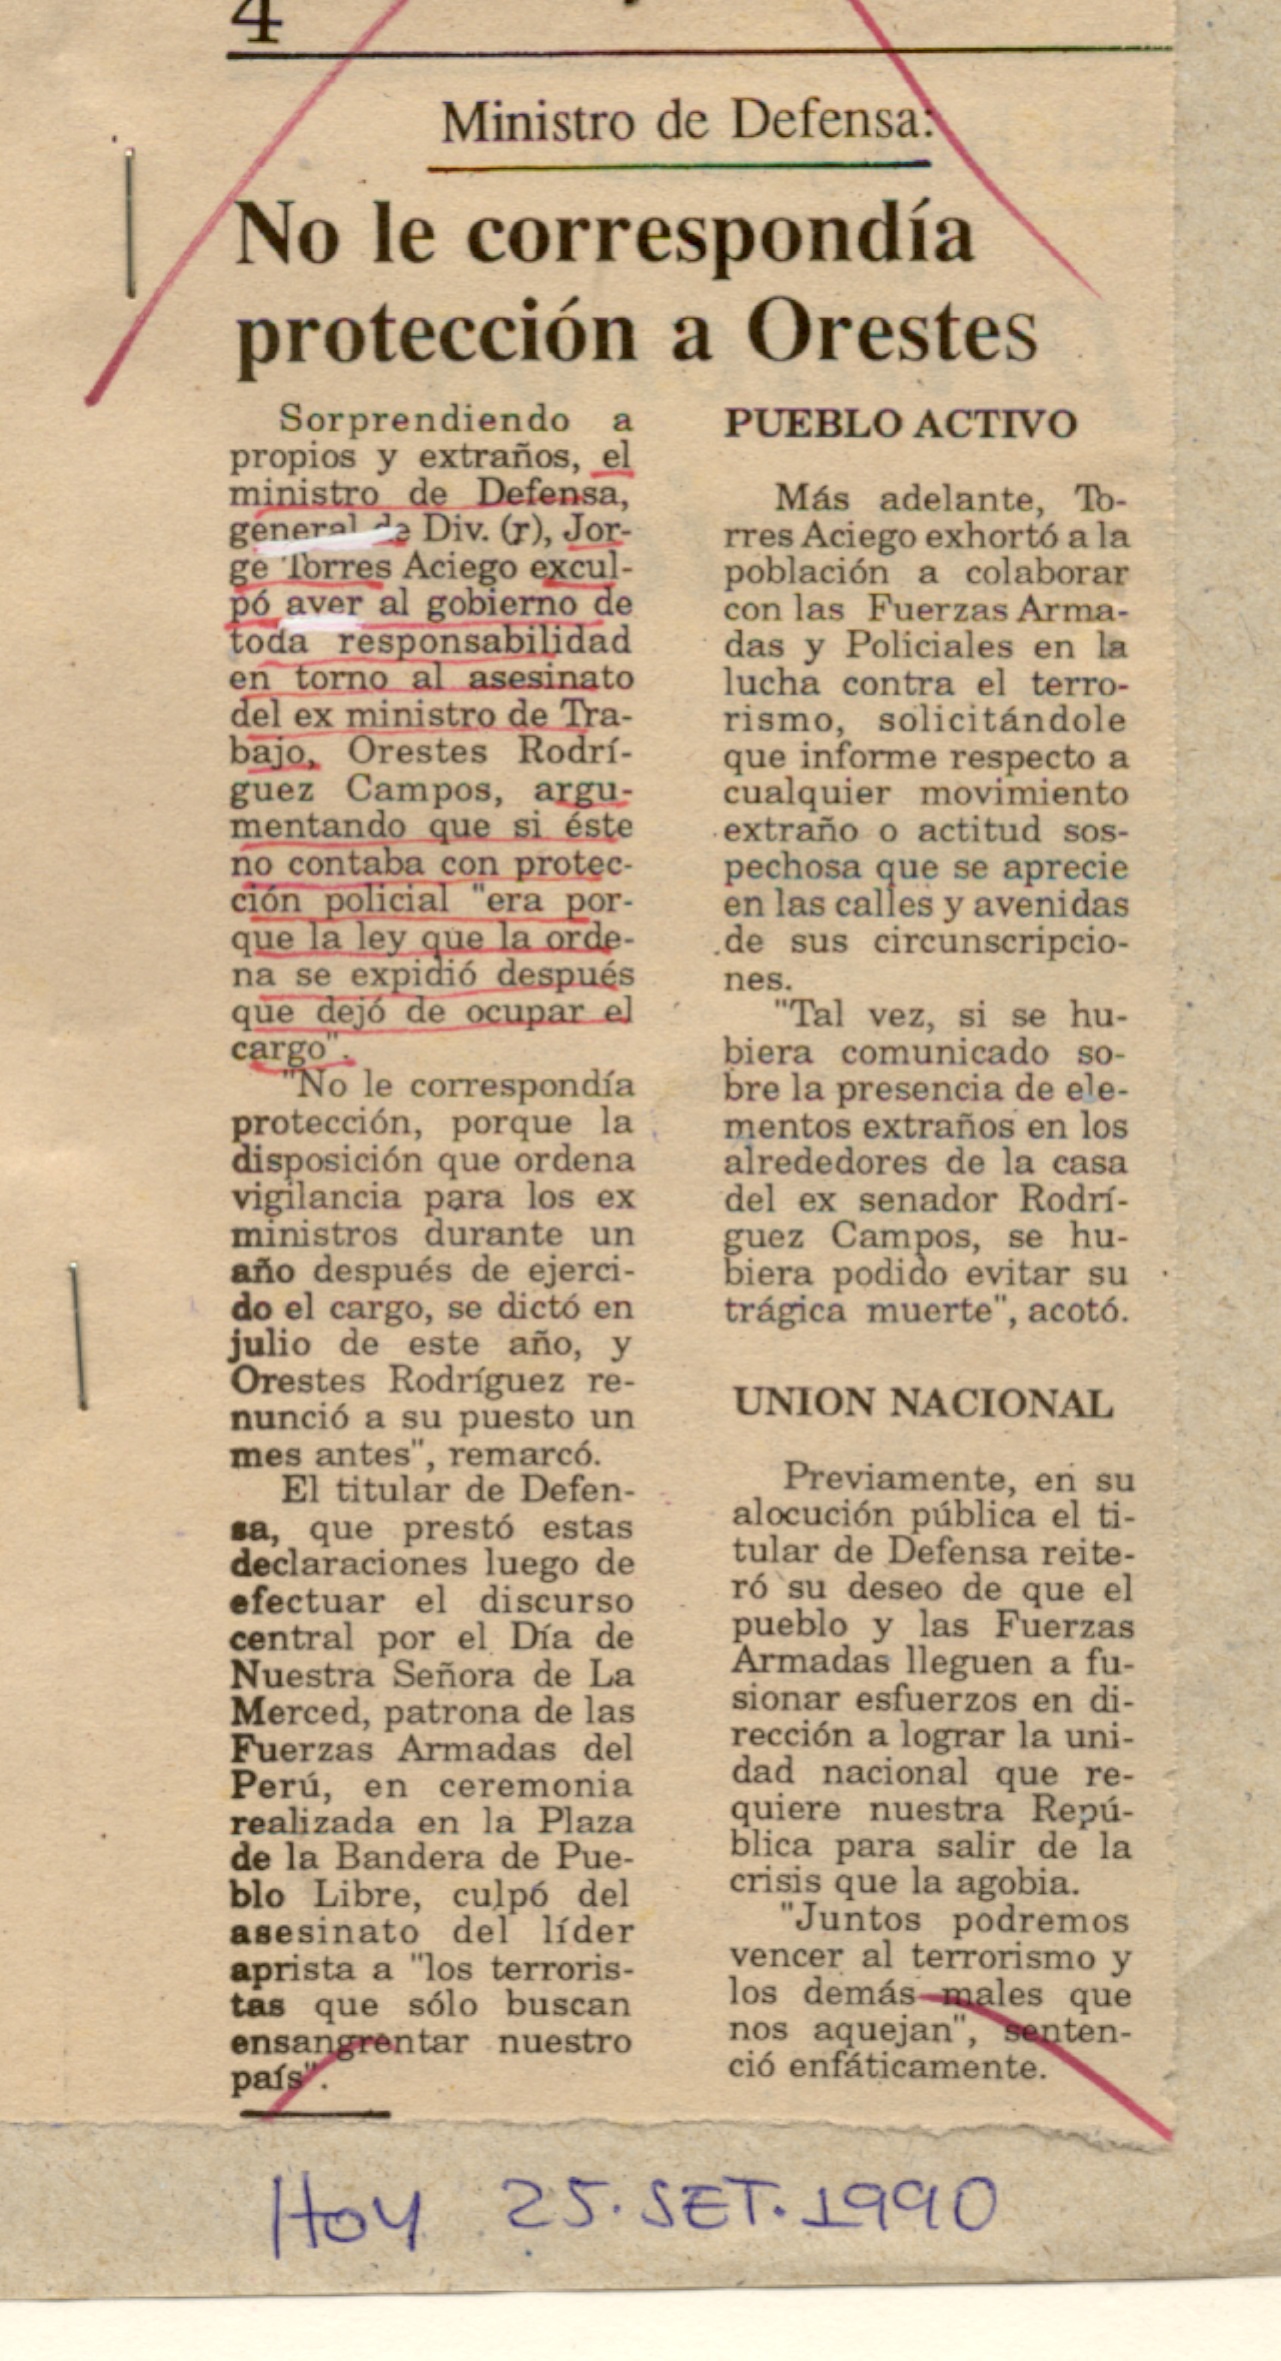 4
Ministro de Defensa:
No le correspondía
protección a Orestes
Sorprendiendo a
propios y extraños, el
ministro de Defensa,
general de Div. (r), Jor-
ge Torres Aciego excul-
pó ayer al gobierno de
toda responsabilidad
en torno al asesinato
del ex ministro de Tra-
bajo, Orestes Rodrí-
guez Campos, argu-
mentando que si éste
no contaba con protec-
ción policial "era por-
que la ley que la orde-
na se expidió después
que dejó de ocupar el
cargo".
"No le correspondía
protección, porque la
disposición que ordena
vigilancia para los ex
ministros durante un
año después de ejerci-
do el cargo, se dictó en
julio de este año, y
Orestes Rodríguez re-
nunció a su puesto un
mes antes", remarcó.
El titular de Defen-
sa, que prestó estas
declaraciones luego de
efectuar el discurso
central por el Día de
Nuestra Señora de La
Merced, patrona de las
Fuerzas Armadas del
Perú, en ceremonia
realizada en la Plaza
de la Bandera de Pue-
blo Libre, culpó del
asesinato del líder
aprista a "los terroris-
tas que sólo buscan
ensangrentar nuestro
país".
PUEBLO ACTIVO
Más adelante, To-
rres Aciego exhortó a la
población a colaborar
con las Fuerzas Arma-
das y Policiales en la
lucha contra el terro-
rismo, solicitándole
que informe respecto a
cualquier movimiento
extraño o actitud sos-
pechosa que se aprecie
en las calles y avenidas
de sus circunscripcio-
nes.
"Tal vez, si se hu-
biera comunicado so-
bre la presencia de ele-
mentos extraños en los
alrededores de la casa
del ex senador Rodrí-
guez Campos, se hu-
biera podido evitar su
trágica muerte", acotó.
UNION NACIONAL
Previamente, en su
alocución pública el ti-
tular de Defensa reite-
ró su deseo de que el
pueblo y las Fuerzas
Armadas lleguen a fu-
sionar esfuerzos en di-
rección a lograr la uni-
dad nacional que re-
quiere nuestra Repú-
blica para salir de la
crisis que la agobia.
"Juntos podremos
vencer al terrorismo y
los demás males que
nos aquejan", senten-
ció enfáticamente.
HOY 25.SET.1990